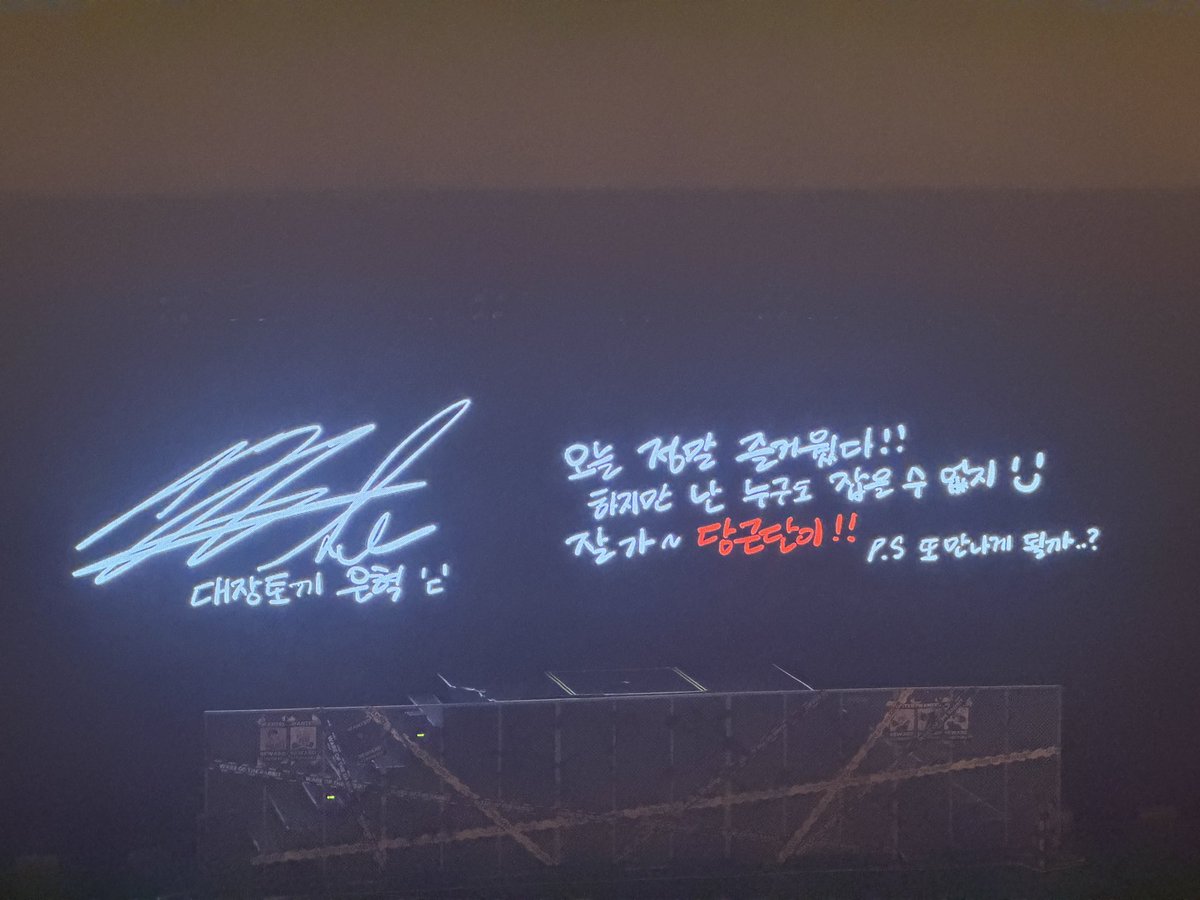 대장토끼 은혁
오늘 정말 즐거웠다!!
하지만 난 누구도 잡을 수 없지
잘가~ 당근단이!!
P.S 또 만나게 될까..?